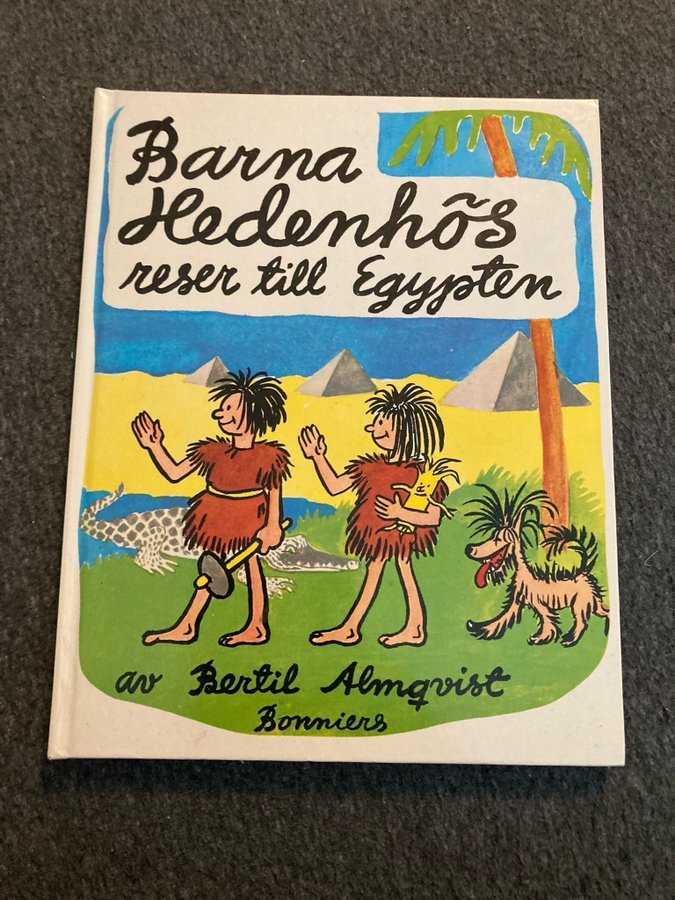 Barna
Hedenhös
reser till Egypten
av Bertil Almqvist
Bonniers